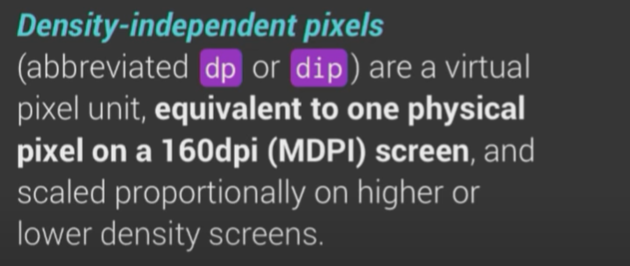 Density-independent pixels
(abbreviated dp or dip) are a virtual
pixel unit, equivalent to one physical
pixel on a 160dpi (MDPI) screen, and
scaled proportionally on higher or
lower density screens.